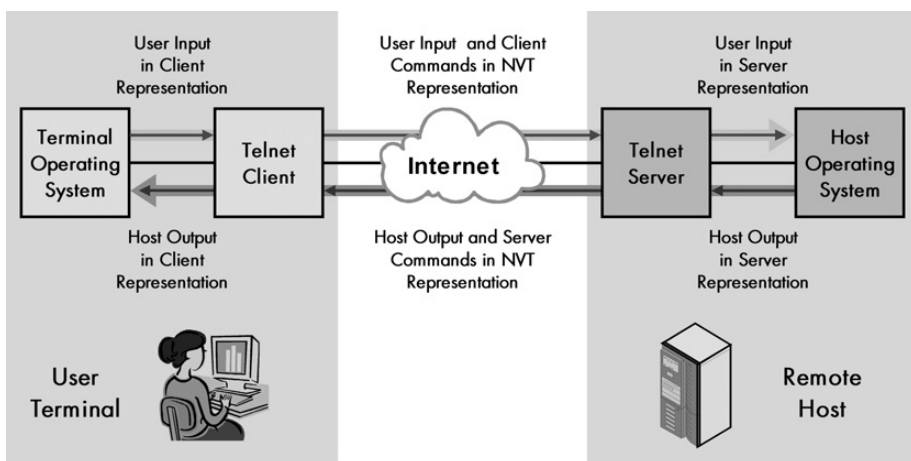 User Input
in Client
Representation
User Input and Client
Commands in NVT
Representation
User Input
in Server
Representation
Terminal
Operating
System
Telnet
Client
Internet
Telnet
Server
Host
Operating
System
Host Output
in Client
Representation
Host Output and Server
Commands in NVT
Representation
Host Output
in Server
Representation
User
Terminal
Remote
Host